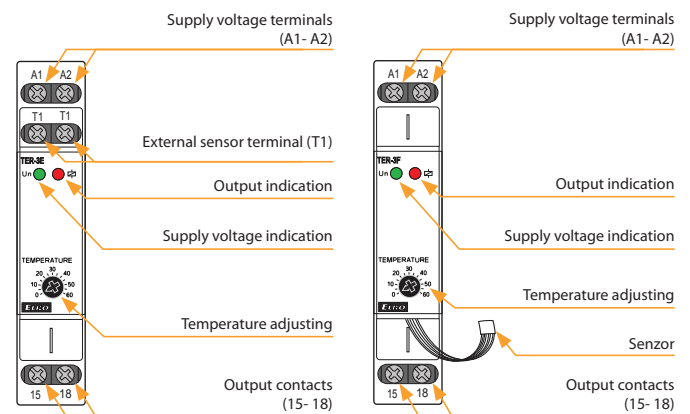 Supply voltage terminals
(A1- A2)
A1 A2
T1 T1
External sensor terminal (T1)
TER-3E
Un
Output indication
Supply voltage indication
TEMPERATURE
30
20 40
10 50
0 60
ELKO
Temperature adjusting
Output contacts
(15- 18)
15 18
Supply voltage terminals
(A1- A2)
A1 A2
TER-3F
Un
Output indication
Supply voltage indication
TEMPERATURE
30
20 40
10 50
0 60
ELKO
Temperature adjusting
Senzor
Output contacts
(15- 18)
15 18